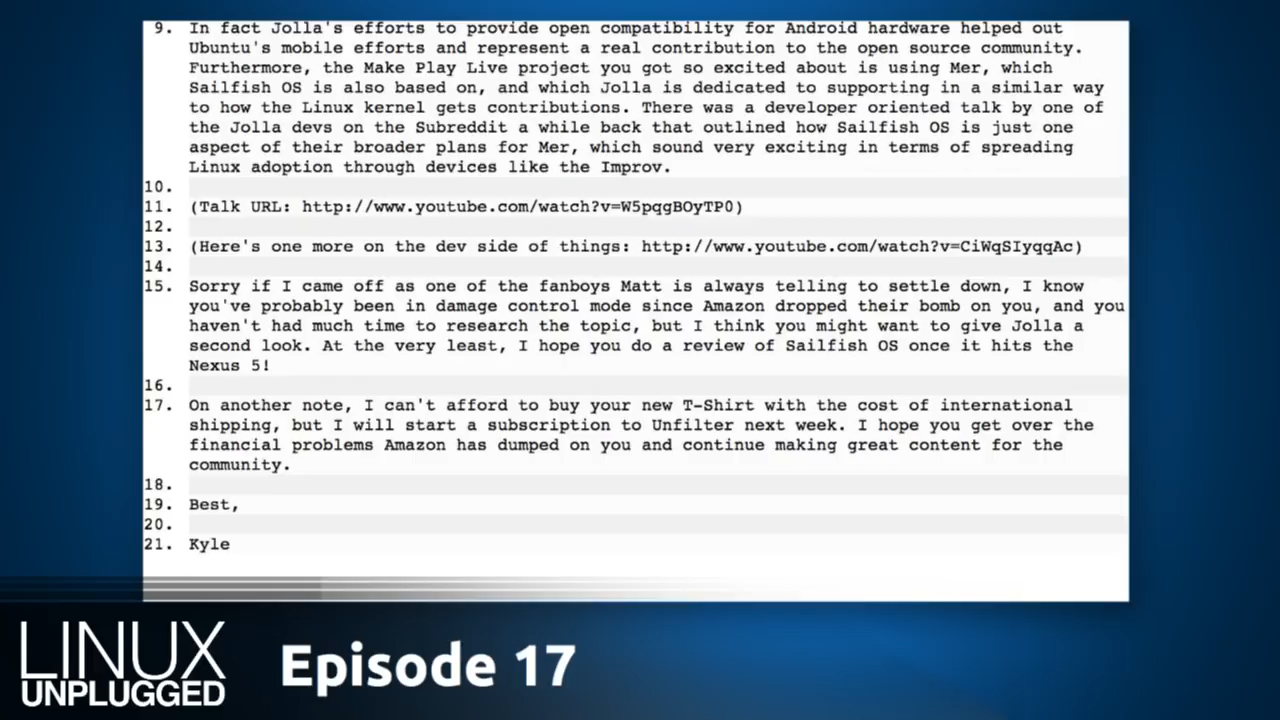 9. In fact Jolla's efforts to provide open compatibility for Android hardware helped out
Ubuntu's mobile efforts and represent a real contribution to the open source community.
Furthermore, the Make Play Live project you got so excited about is using Mer, which
Sailfish OS is also based on, and which Jolla is dedicated to supporting in a similar way
to how the Linux kernel gets contributions. There was a developer oriented talk by one of
the Jolla devs on the Subreddit a while back that outlined how Sailfish OS is just one
aspect of their broader plans for Mer, which sound very exciting in terms of spreading
Linux adoption through devices like the Improv.
10.
11. (Talk URL: http://www.youtube.com/watch?v=W5pqgBOyTP0)
12.
13. (Here's one more on the dev side of things: http://www.youtube.com/watch?v=CiWqSIyqqAc)
14.
15. Sorry if I came off as one of the fanboys Matt is always telling to settle down, I know
you've probably been in damage control mode since Amazon dropped their bomb on you, and you
haven't had much time to research the topic, but I think you might want to give Jolla a
second look. At the very least, I hope you do a review of Sailfish OS once it hits the
Nexus 5!
16.
17. On another note, I can't afford to buy your new T-Shirt with the cost of international
shipping, but I will start a subscription to Unfilter next week. I hope you get over the
financial problems Amazon has dumped on you and continue making great content for the
community.
18.
19. Best,
20.
21. Kyle
LINUX
UNPLUGGED
Episode 17